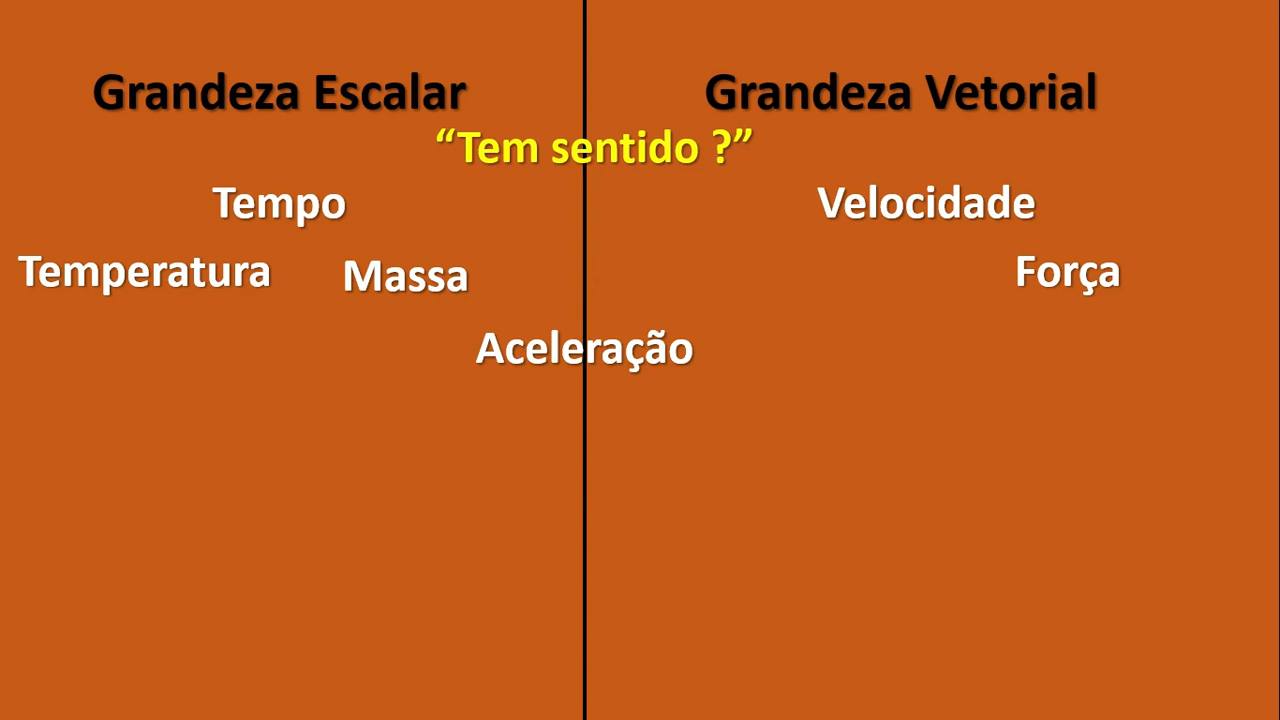 Grandeza Escalar
Grandeza Vetorial
“Tem sentido ?”
Tempo
Velocidade
Temperatura
Massa
Força
Aceleração